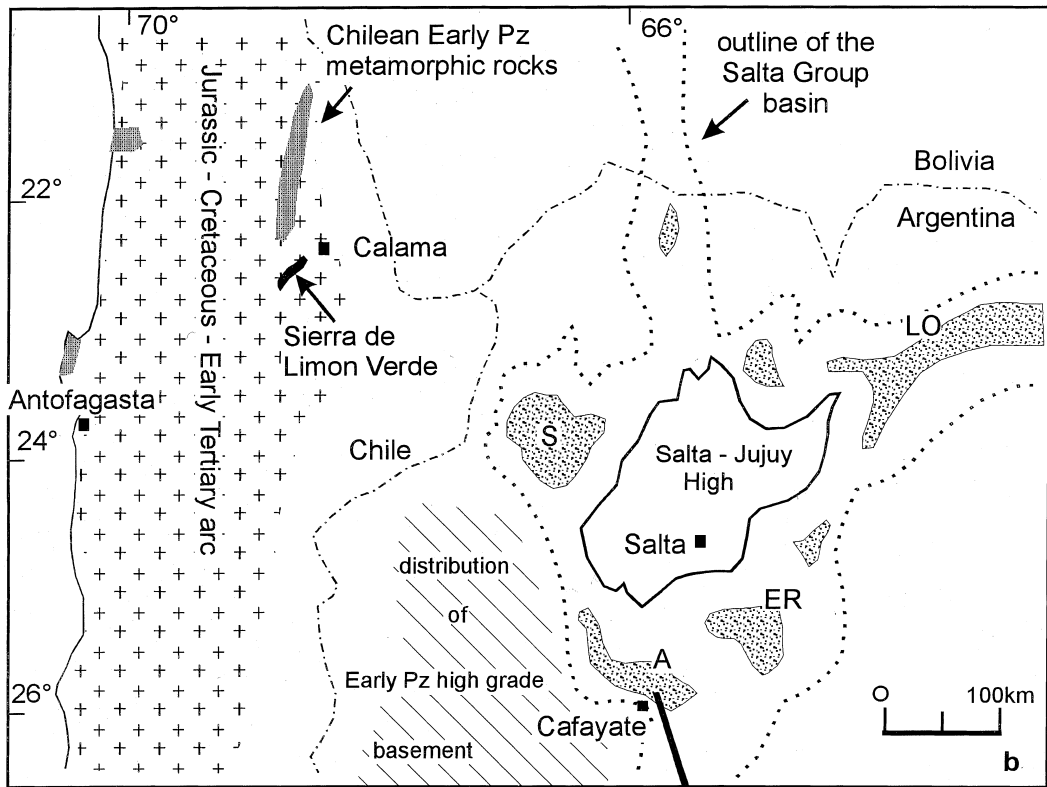 70°
66°
Chilean Early Pz
metamorphic rocks
outline of the
Salta Group
basin
Jurassic - Cretaceous - Early Tertiary arc
Bolivia
22°
Argentina
Calama
Sierra de
Limon Verde
LO
Antofagasta
24°
Chile
S
Salta - Jujuy
High
Salta
distribution
of
ER
A
Early Pz high grade
26°
Cafayate
O
100km
basement
b